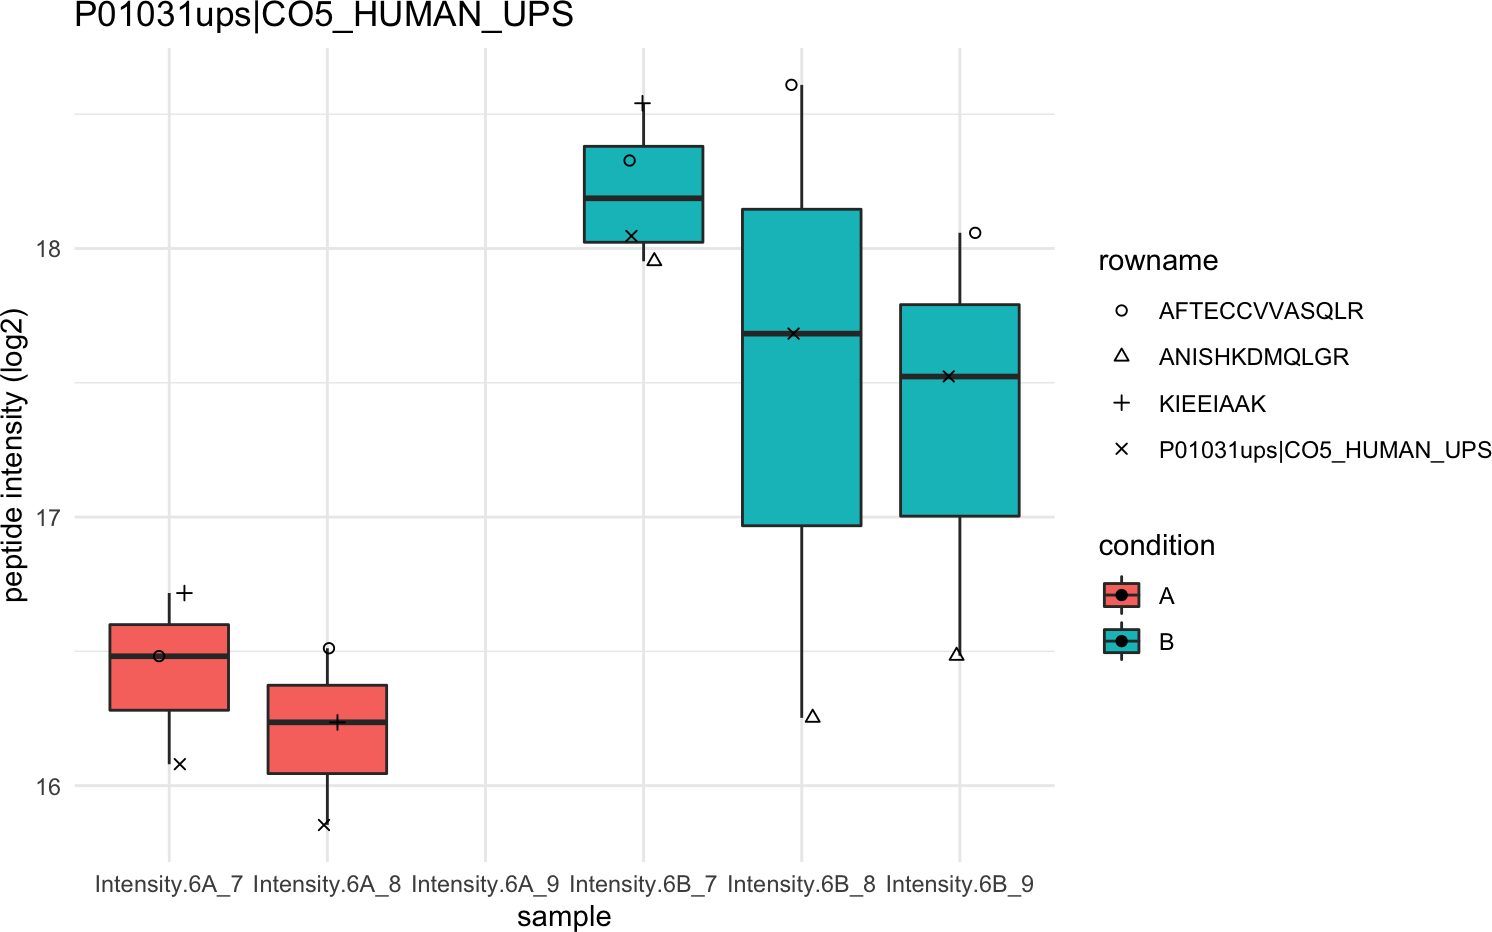 P01031ups|CO5_HUMAN_UPS
peptide intensity (log2)
18
17
16
Intensity.6A_7 Intensity.6A_8 Intensity.6A_9 Intensity.6B_7 Intensity.6B_8 Intensity.6B_9
sample
rowname
AFTECCVVASQLR
ANISHKDMQLGR
KIEEIAAK
P01031ups|CO5_HUMAN_UPS
condition
A
B